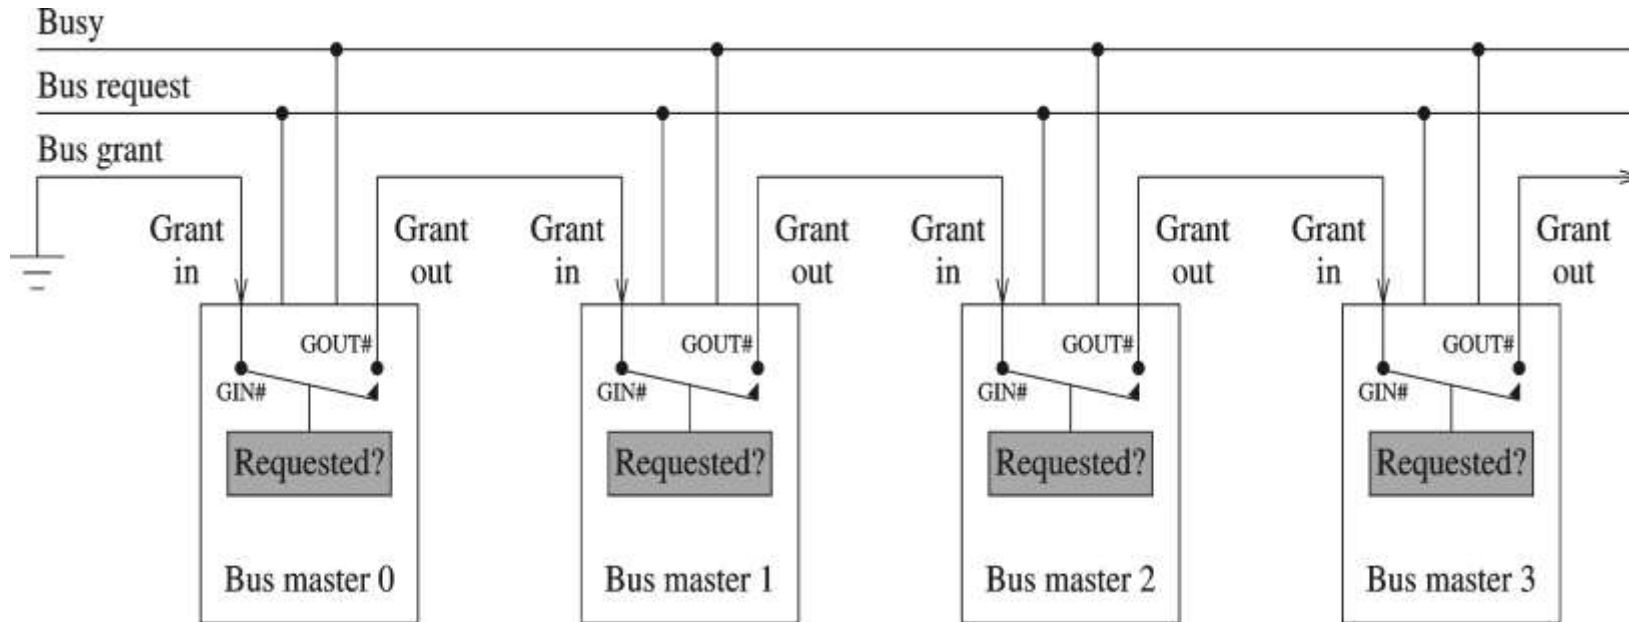 Busy
Bus request
Bus grant
Grant Grant Grant Grant Grant Grant Grant Grant
in out in out in out in out
GOUT# GOUT# GOUT# GOUT#
GIN# GIN# GIN# GIN#
Requested? Requested? Requested? Requested?
Bus master 0 Bus master 1 Bus master 2 Bus master 3